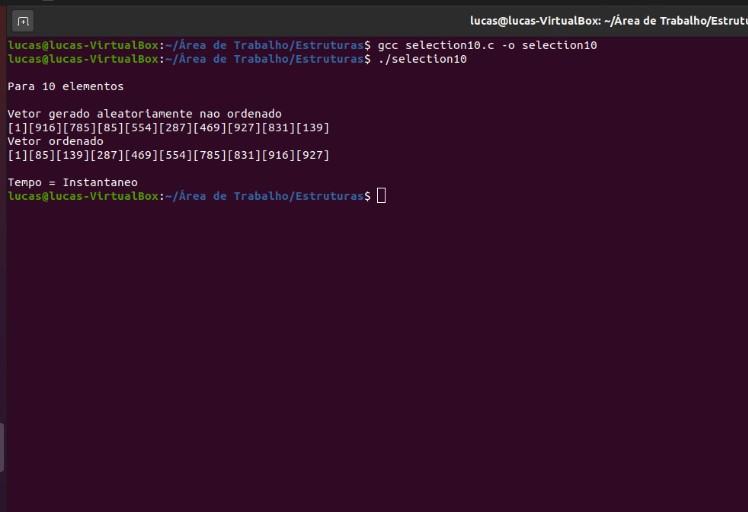 lucas@lucas-VirtualBox: ~/Área de Trabalho/Estrutu
lucas@lucas-VirtualBox:~/Área de Trabalho/Estruturas$ gcc selection10.c -o selection10
lucas@lucas-VirtualBox:~/Área de Trabalho/Estruturas$ ./selection10
Para 10 elementos
Vetor gerado aleatoriamente nao ordenado
[1][916][785][85][554][287][469][927][831][139]
Vetor ordenado
[1][85][139][287][469][554][785][831][916][927]
Tempo = Instantaneo
lucas@lucas-VirtualBox:~/Área de Trabalho/Estruturas$